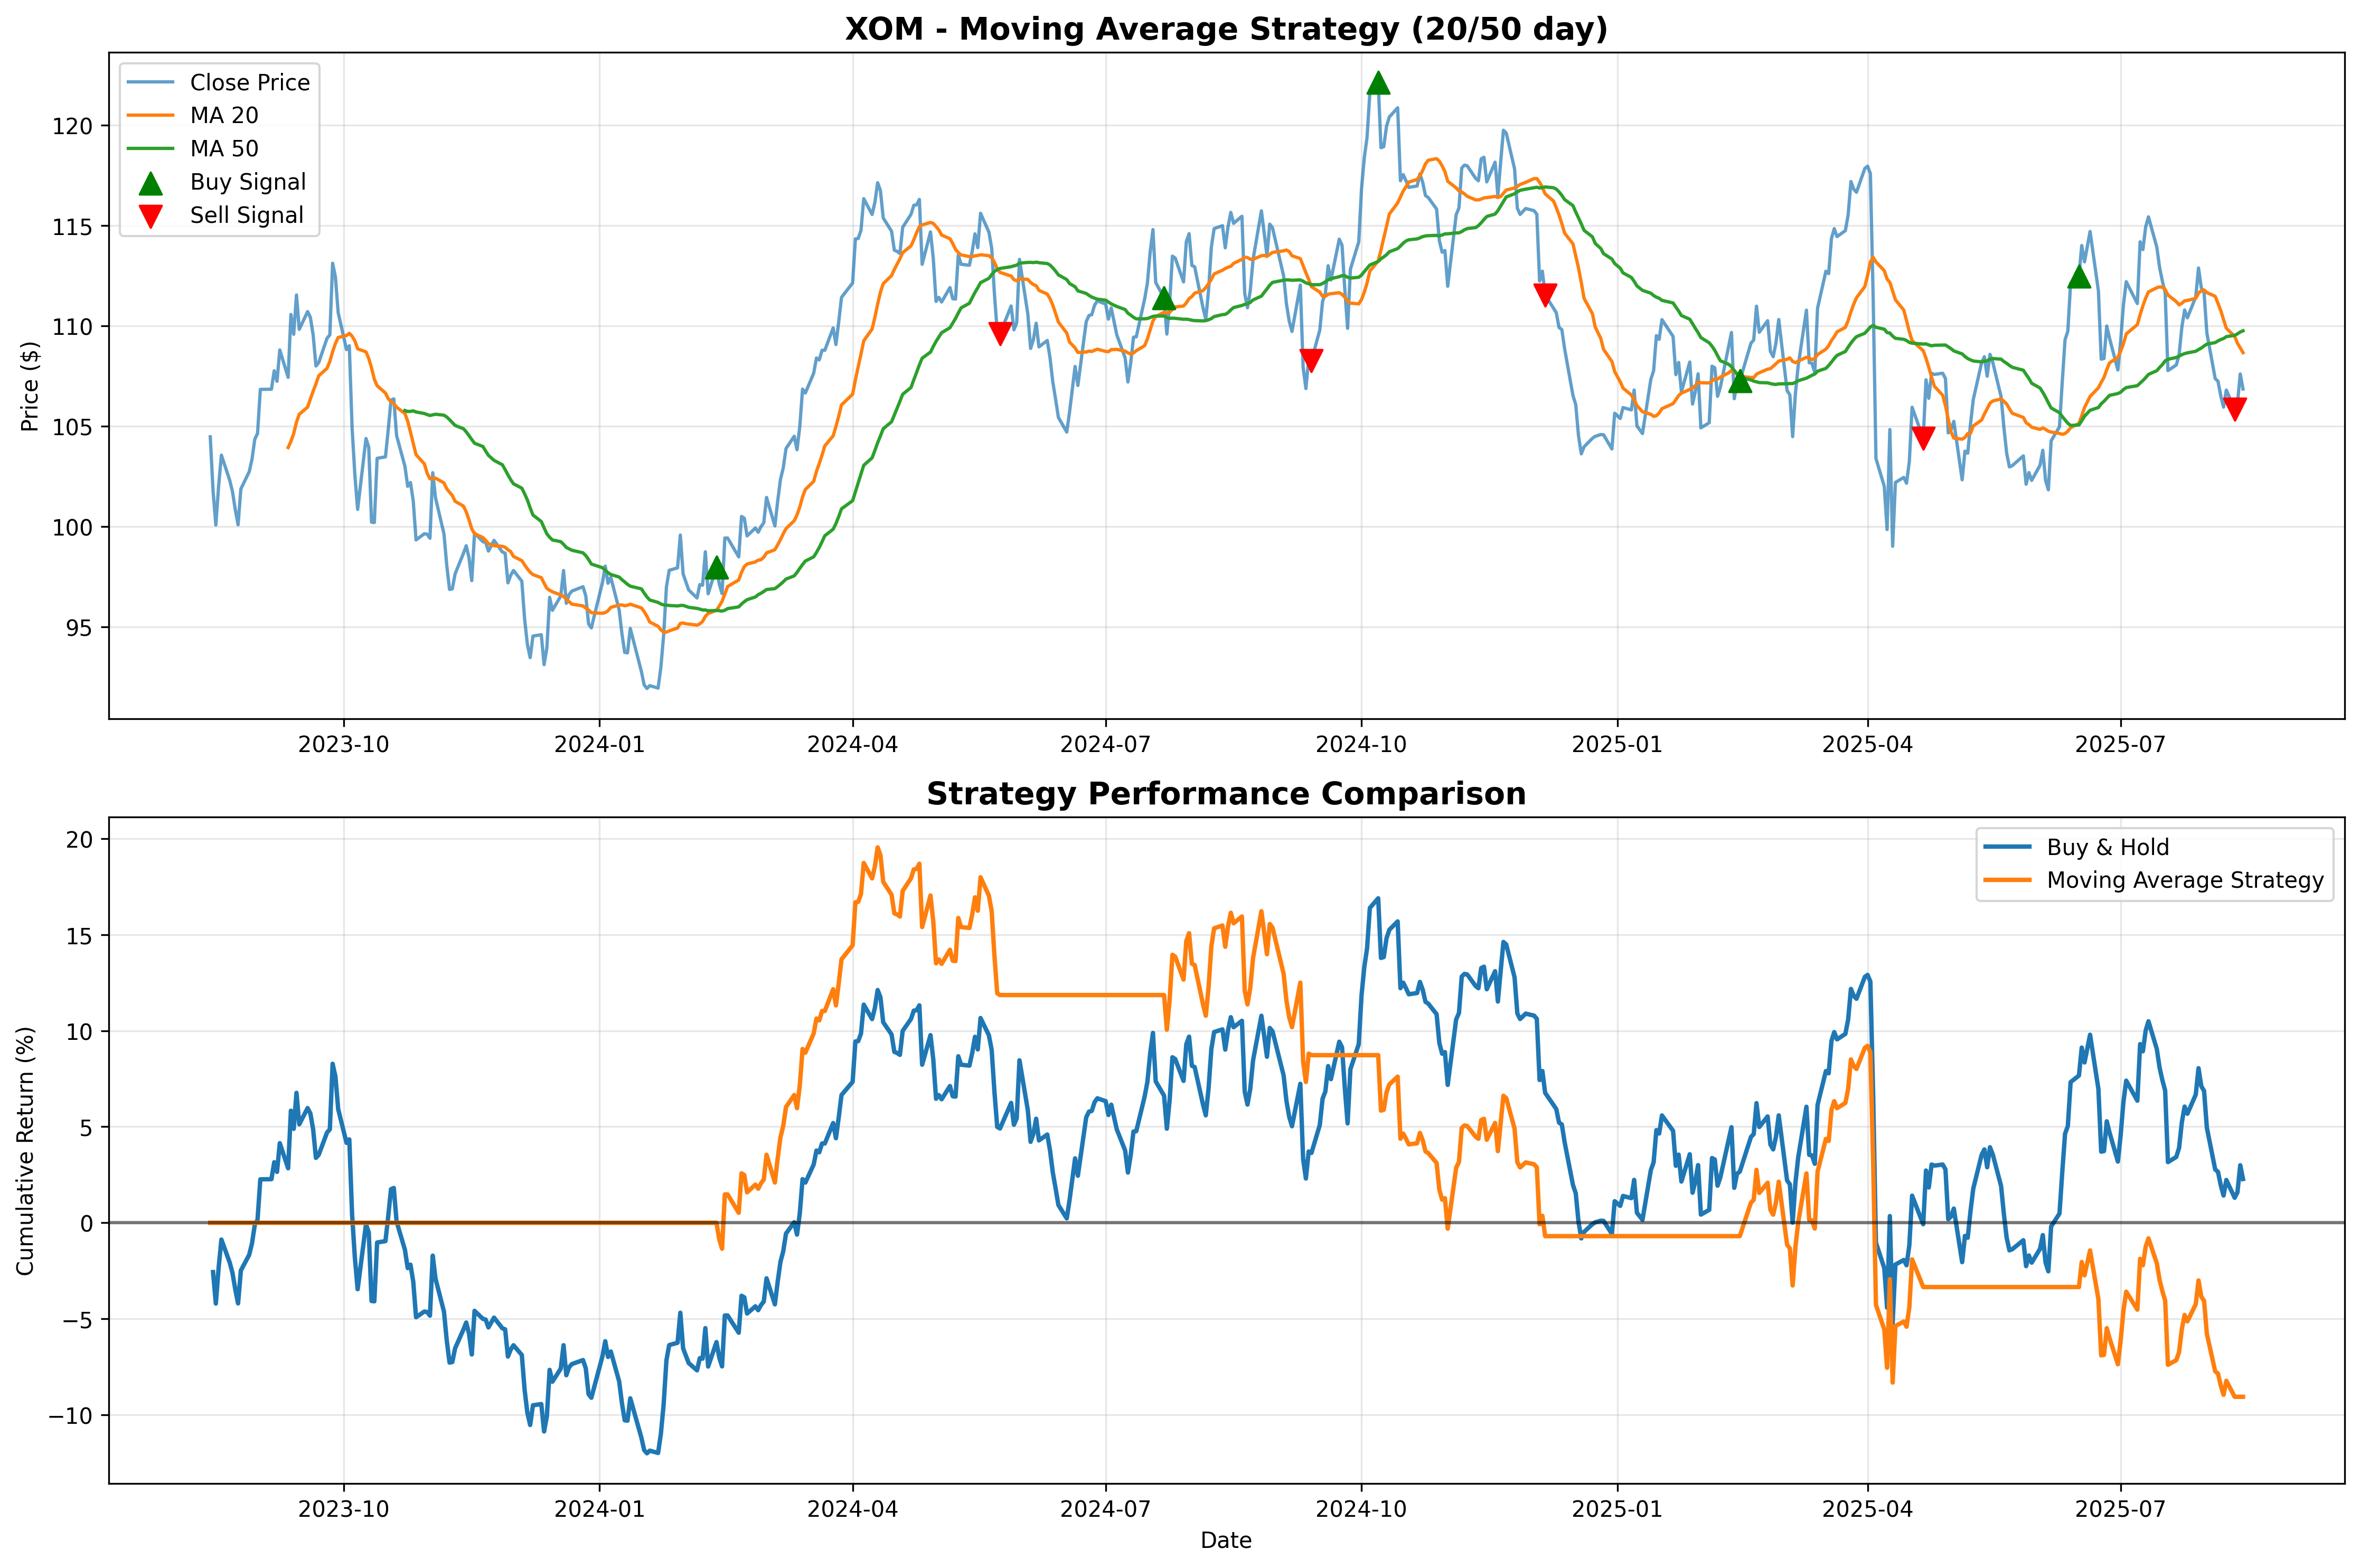 XOM - Moving Average Strategy (20/50 day)
Close Price
MA 20
MA 50
Buy Signal
Sell Signal
Price ($)
120
115
110
105
100
95
2023-10
2024-01
2024-04
2024-07
2024-10
2025-01
2025-04
2025-07
Strategy Performance Comparison
Buy & Hold
Moving Average Strategy
Cumulative Return (%)
20
15
10
5
0
−5
−10
2023-10
2024-01
2024-04
2024-07
2024-10
2025-01
2025-04
2025-07
Date